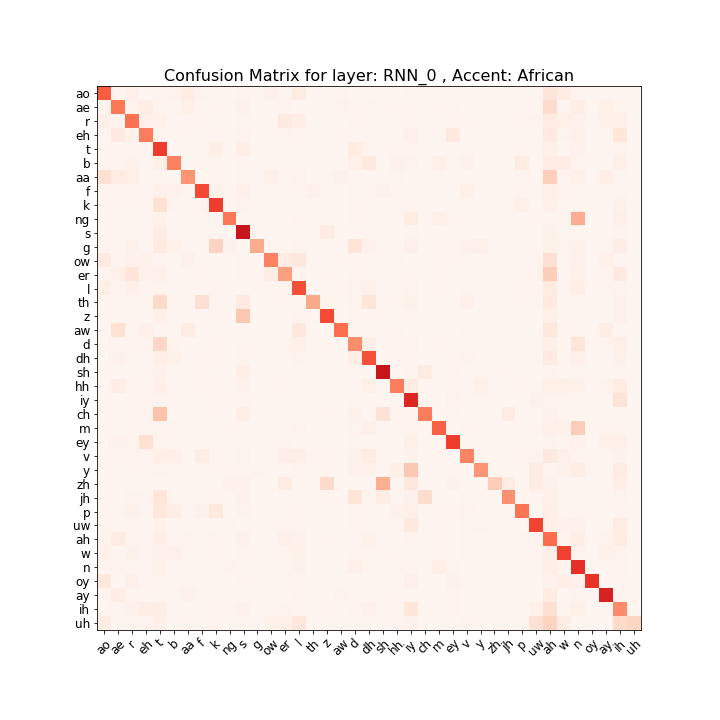 Confusion Matrix for layer: RNN_0 , Accent: African
ao
ae
r
eh
t
b
aa
f
k
ng
s
g
ow
er
l
th
z
aw
d
dh
sh
hh
iy
ch
m
ey
v
y
zh
jh
p
uw
ah
w
n
oy
ay
ih
uh
ao ae r eh t b aa f k ng s g ow er l th z aw d dh sh hh iy ch m ey v y zh jh p uw ah w n oy ay ih uh